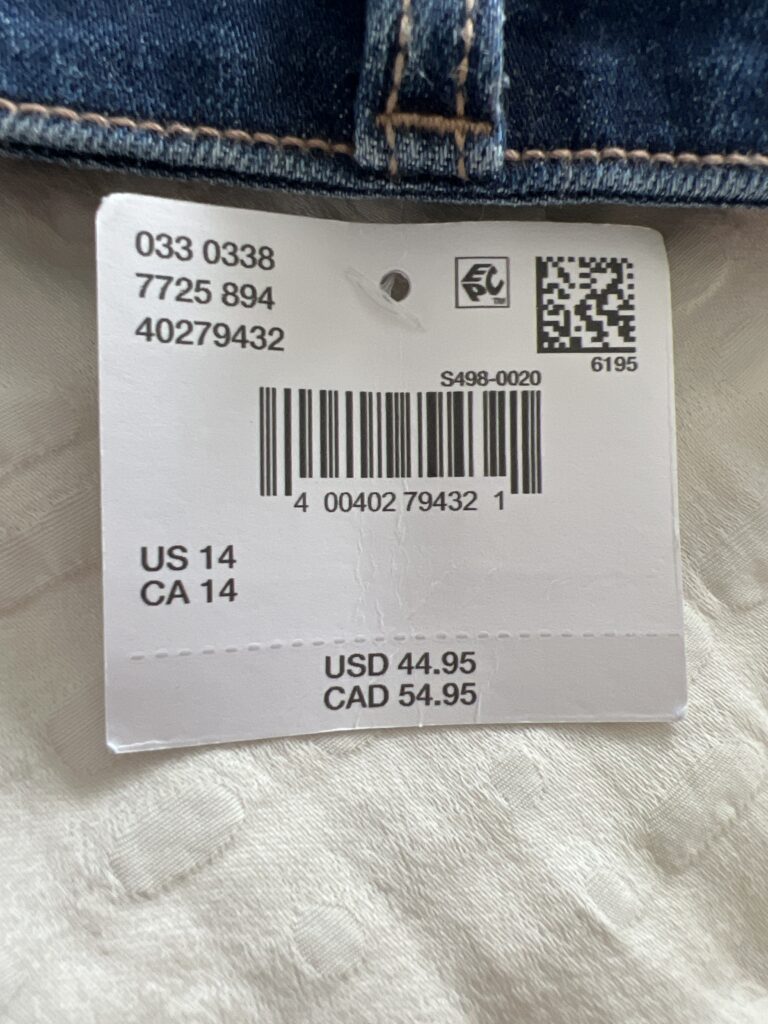 033 0338
7725 894
40279432
EPC™
6195
S498-0020
4 00402 79432 1
US 14
CA 14
USD 44.95
CAD 54.95